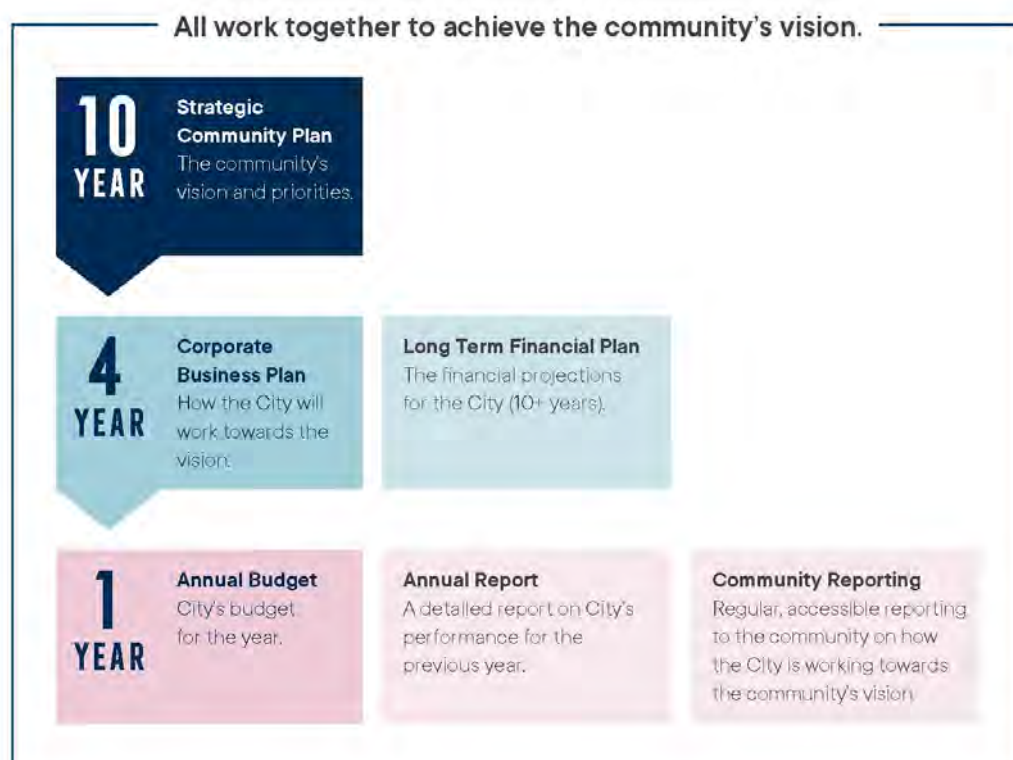 All work together to achieve the community's vision.
10
YEAR
Strategic
Community Plan
The community's
vision and priorities.
4
YEAR
Corporate
Business Plan
How the City will
work towards the
vision.
Long Term Financial Plan
The financial projections
for the City (10+ years).
1
YEAR
Annual Budget
City's budget
for the year.
Annual Report
A detailed report on City's
performance for the
previous year.
Community Reporting
Regular, accessible reporting
to the community on how
the City is working towards
the community's vision